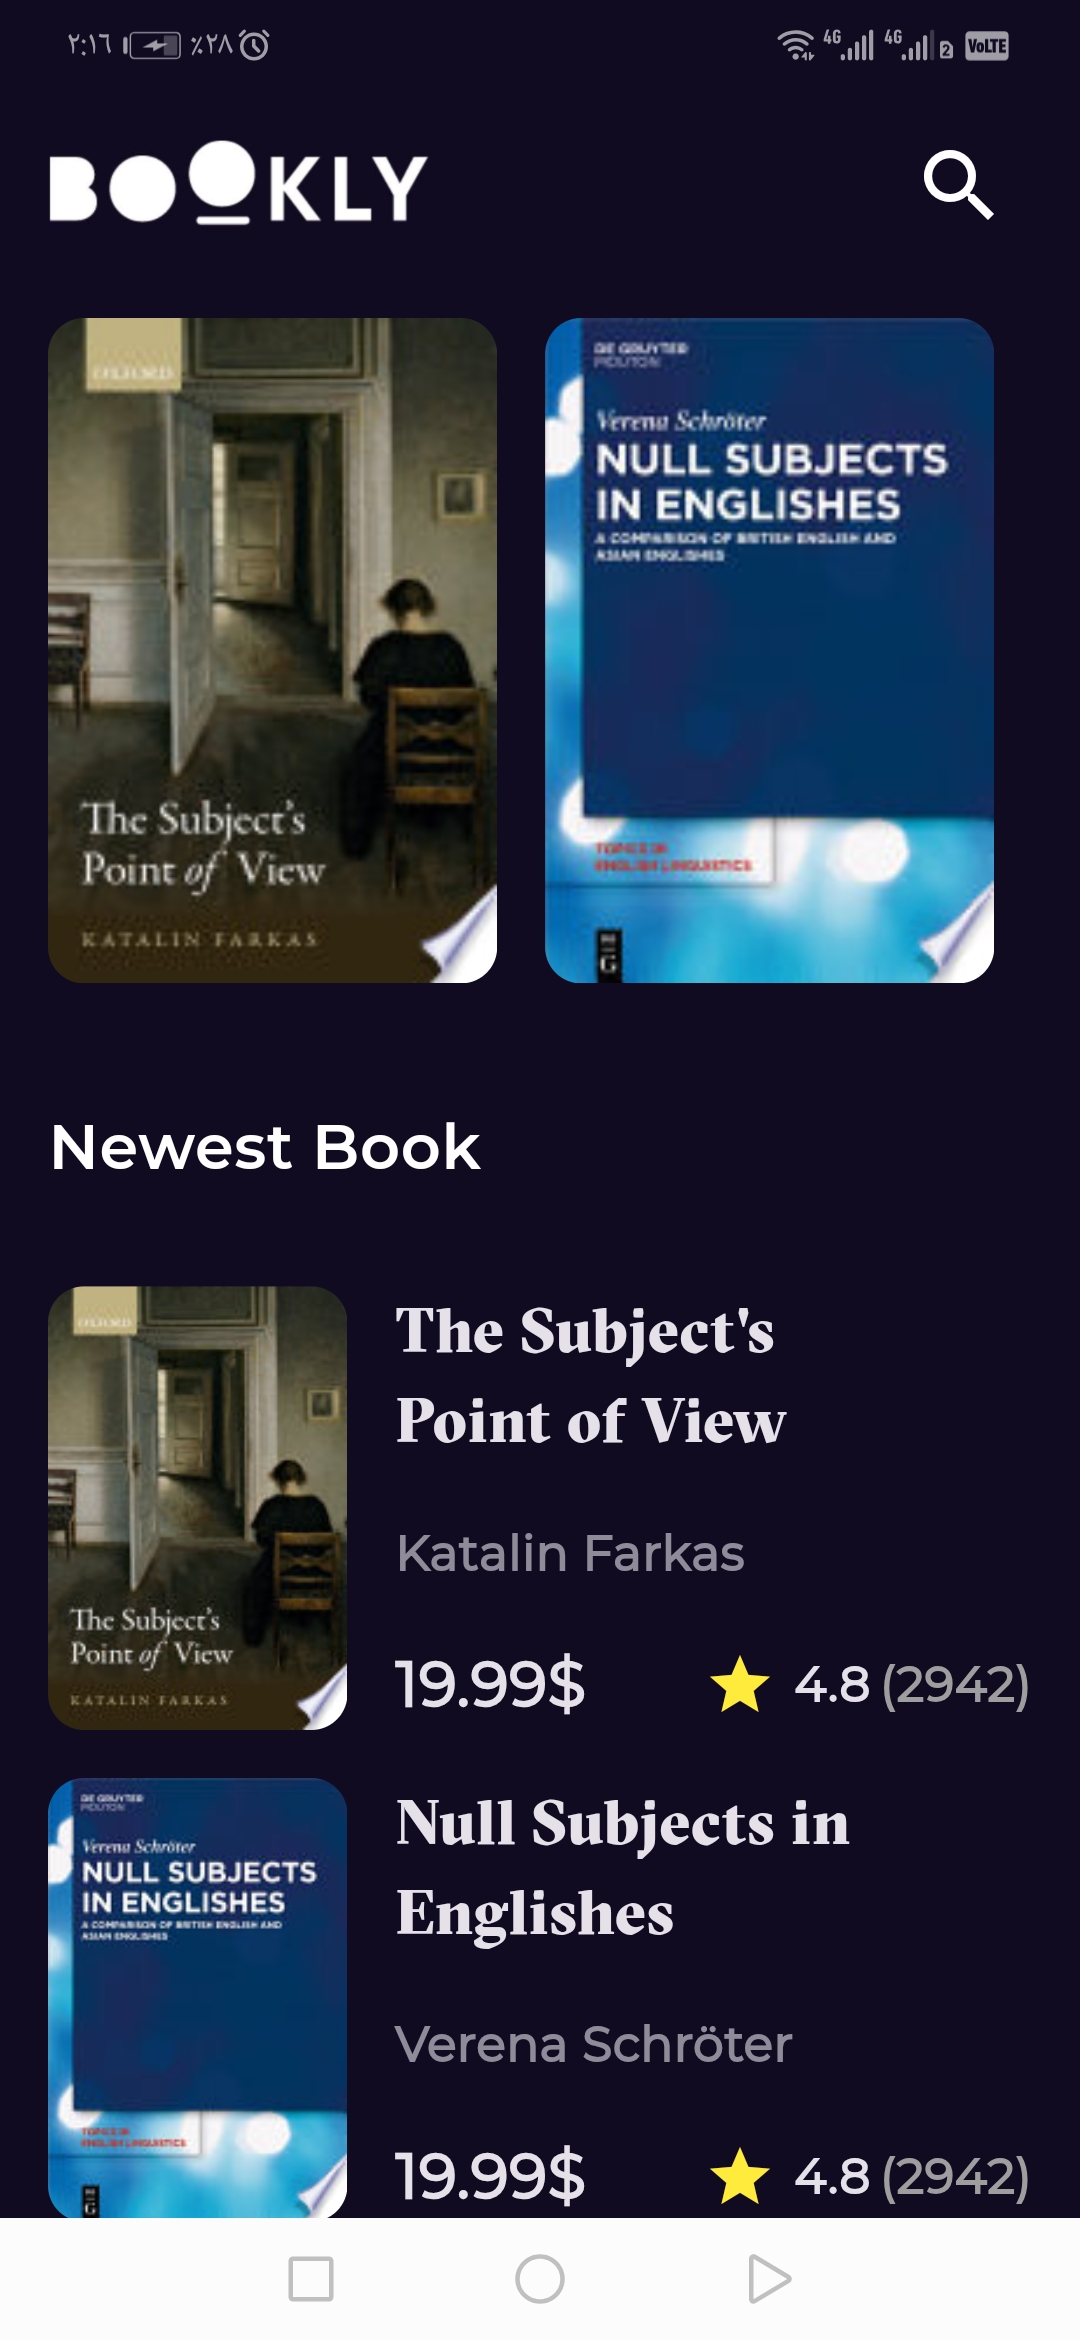 ٢:١٦ ٪٢٨ 4G 4G 2 VoLTE
BOOKLY
OXFORD
The Subject's
Point of View
KATALIN FARKAS
DE GRUYTER
MOUTON
Verena Schröter
NULL SUBJECTS
IN ENGLISHES
A COMPARISON OF BRITISH ENGLISH AND
ASIAN ENGLISHES
TOPICS IN
ENGLISH LINGUISTICS
DE
G
Newest Book
OXFORD
The Subject's
Point of View
KATALIN FARKAS
The Subject's
Point of View
Katalin Farkas
19.99$ 4.8 (2942)
DE GRUYTER
MOUTON
Verena Schröter
NULL SUBJECTS
IN ENGLISHES
A COMPARISON OF BRITISH ENGLISH AND
ASIAN ENGLISHES
TOPICS IN
ENGLISH LINGUISTICS
G
Null Subjects in
Englishes
Verena Schröter
19.99$ 4.8 (2942)